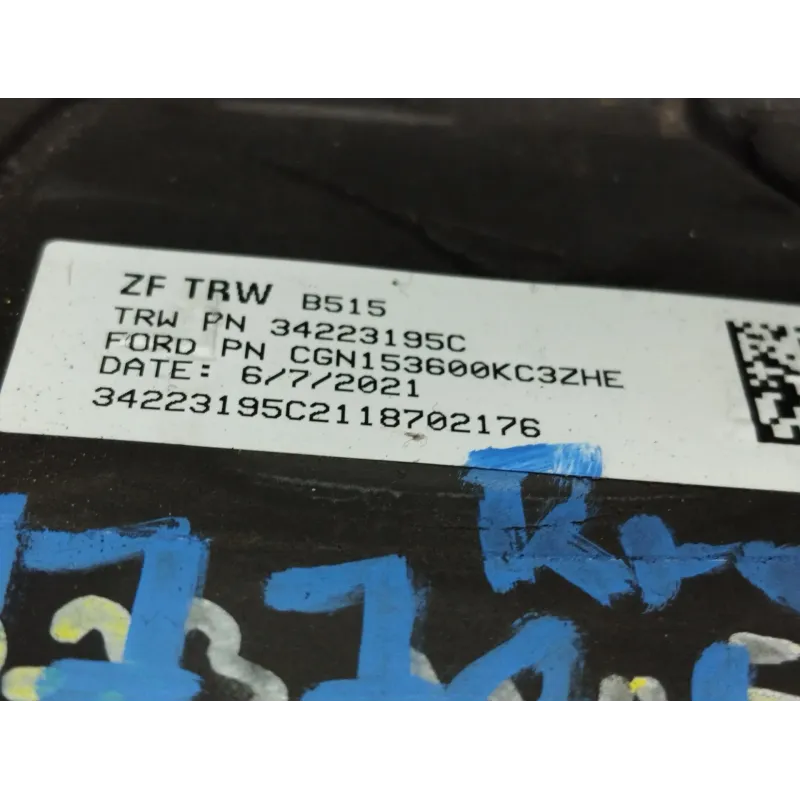 ZF TRW B515
TRW PN 34223195C
FORD PN CGN153600KC3ZHE
DATE: 6/7/2021
34223195C2118702176